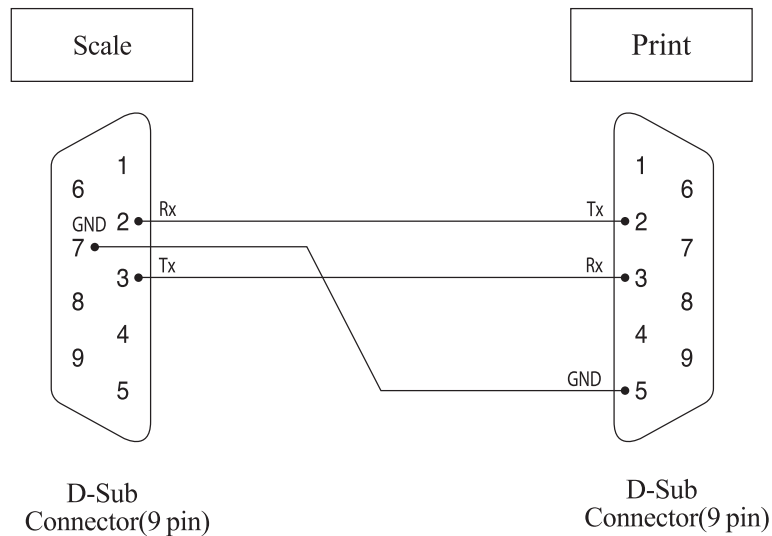 Scale
Print
1
6
GND 2 Rx
7
3 Tx
8
4
9
5
1
6
Tx 2
7
Rx 3
8
4
9
GND 5
D-Sub
Connector(9 pin)
D-Sub
Connector(9 pin)